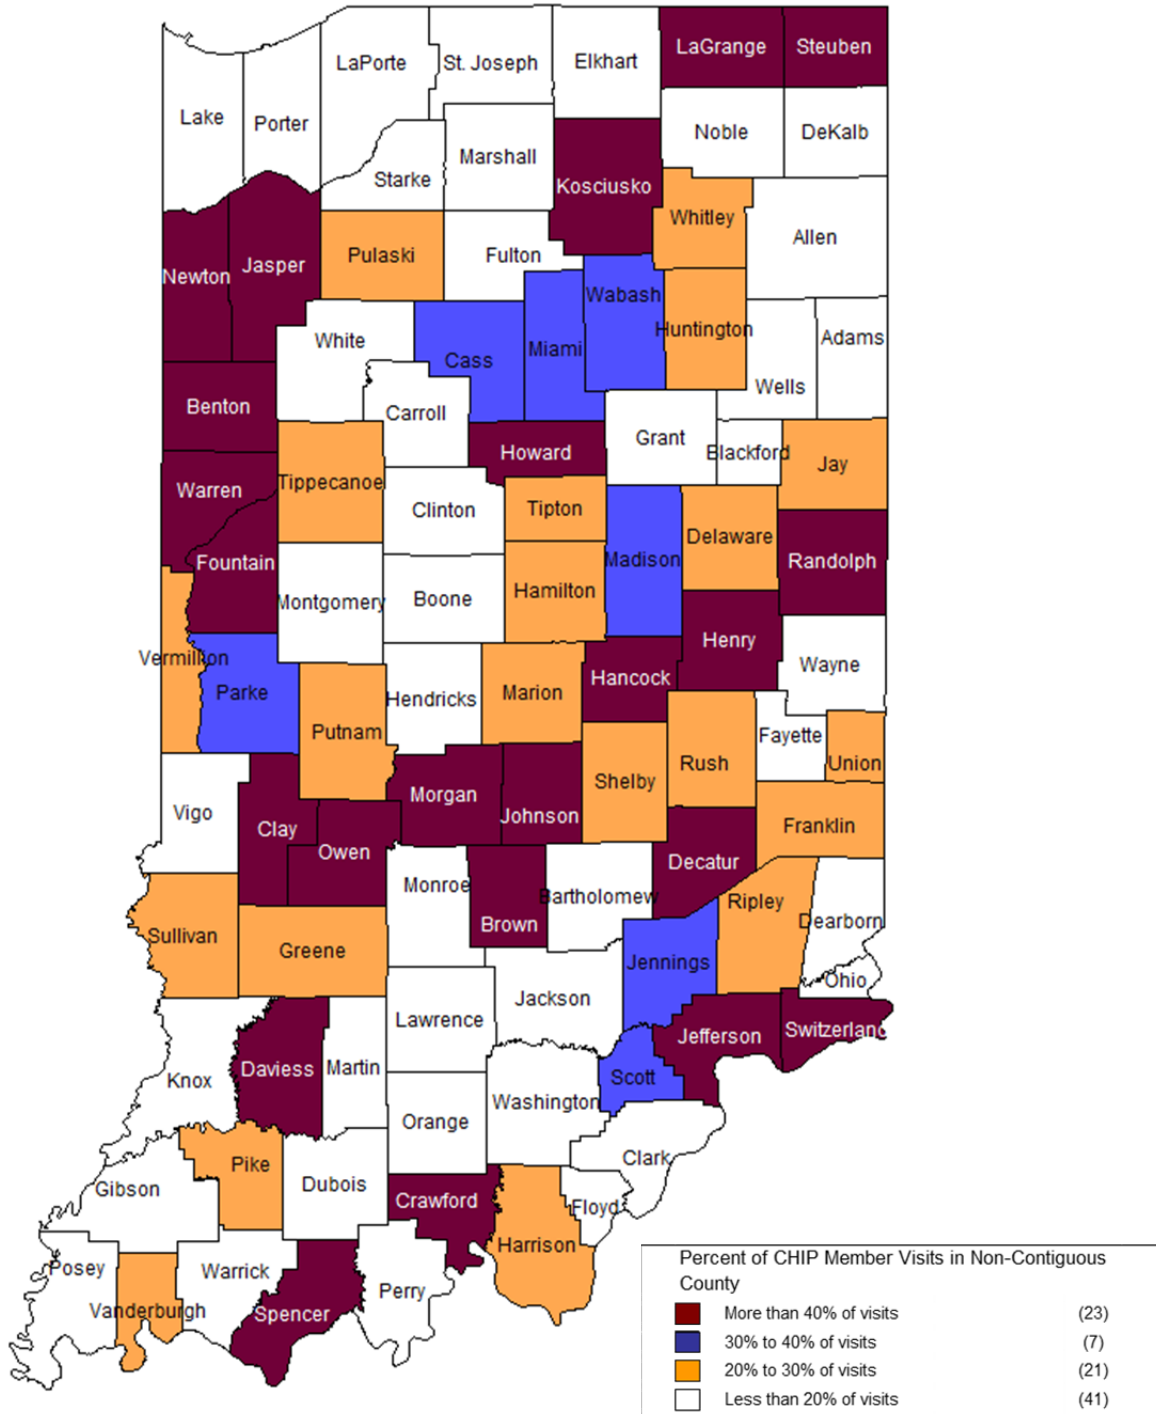 LaGrange Steuben
LaPorte St. Joseph Elkhart
Lake Porter Noble DeKalb
Marshall
Starke Kosciusko
Whitley
Allen
Pulaski Fulton
Newton Jasper
Wabash
White Cass Miami Huntington Adams
Wells
Benton Carroll
Grant
Howard Blackford Jay
Warren Tippecanoe
Clinton Tipton
Delaware
Fountain Madison Randolph
Montgomery Boone Hamilton
Henry
Vermillion Wayne
Parke Hendricks Marion Hancock
Putnam Fayette
Rush Union
Morgan Shelby
Vigo Johnson
Clay Franklin
Owen Decatur
Monroe Bartholomew Ripley
Brown Dearborn
Sullivan Greene
Jennings
Ohio
Jackson
Lawrence Jefferson Switzerland
Knox Daviess Martin Scott
Washington
Orange
Pike Clark
Gibson Dubois Crawford
Floyd
Harrison
Posey Warrick
Perry
Vanderburgh Spencer
Percent of CHIP Member Visits in Non-Contiguous
County
More than 40% of visits (23)
30% to 40% of visits (7)
20% to 30% of visits (21)
Less than 20% of visits (41)